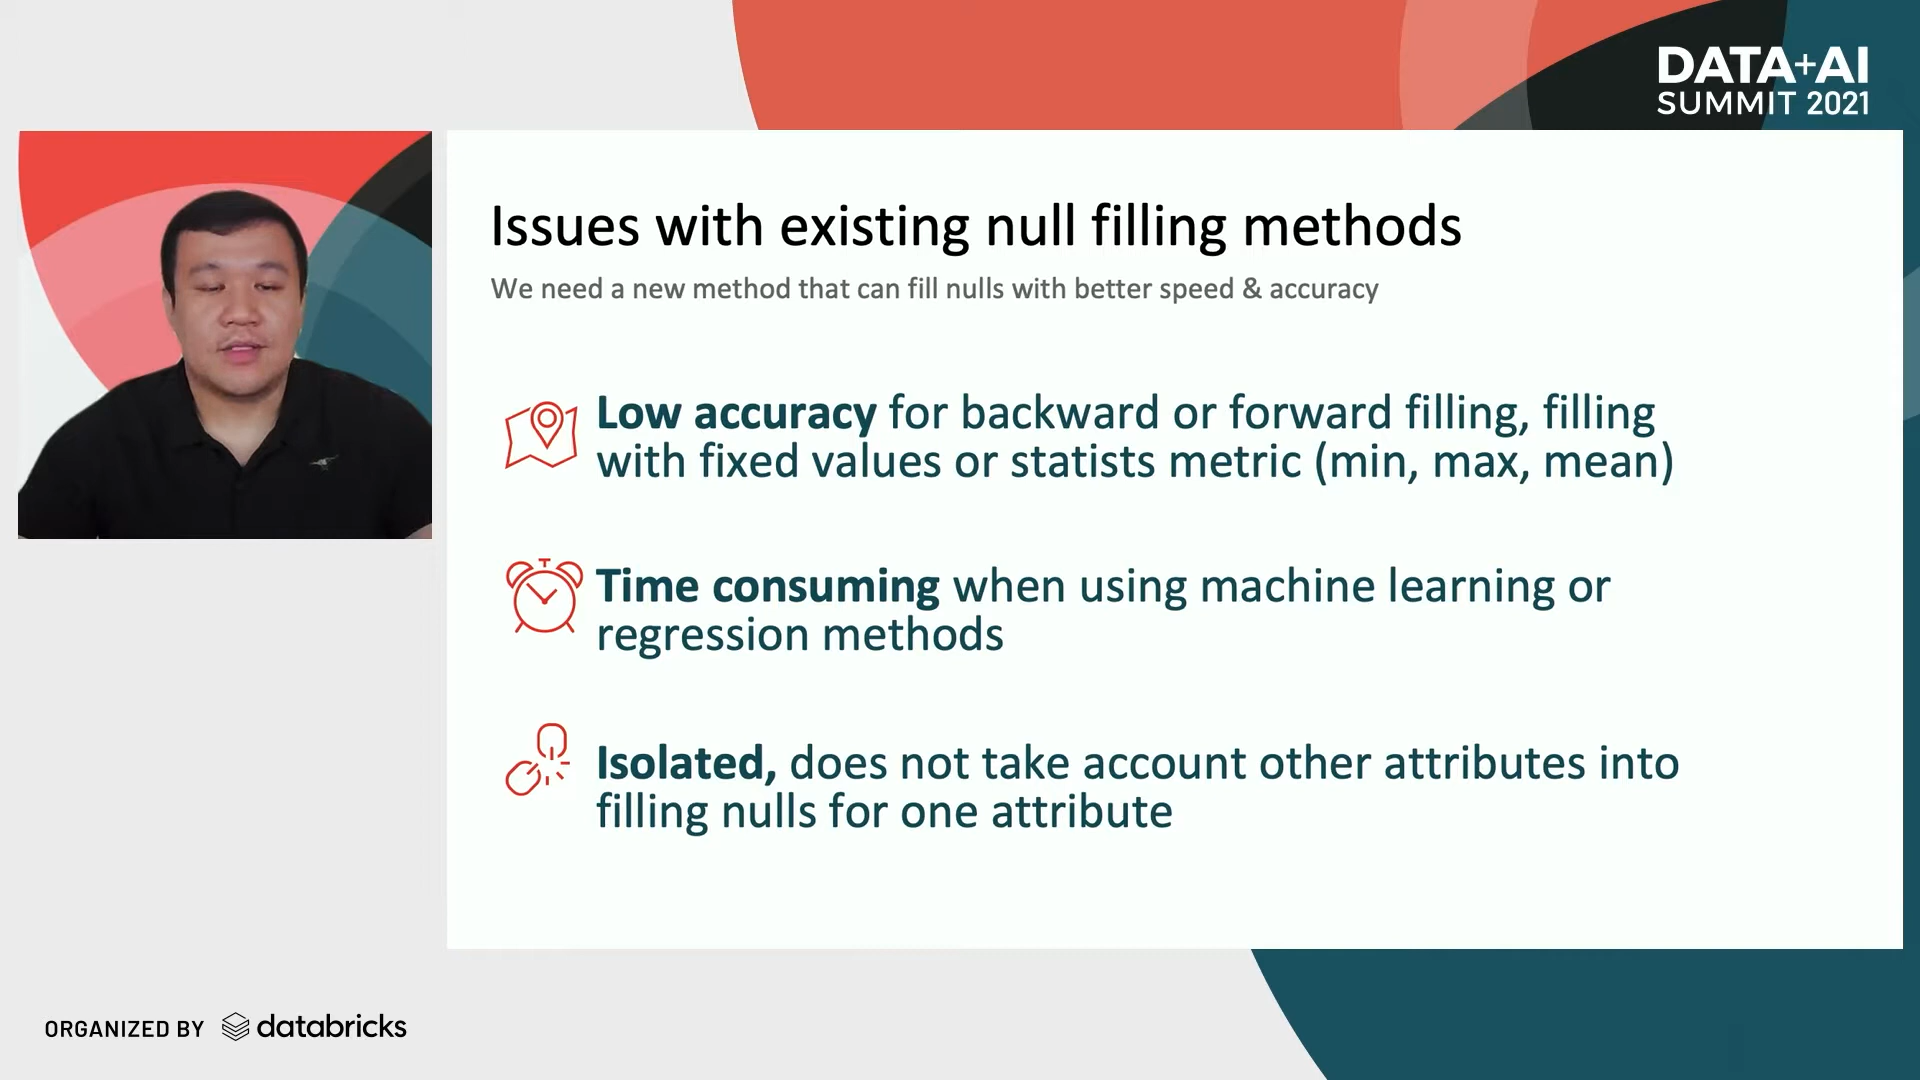 DATA+AI
SUMMIT 2021
Issues with existing null filling methods
We need a new method that can fill nulls with better speed & accuracy
Low accuracy for backward or forward filling, filling
with fixed values or statists metric (min, max, mean)
Time consuming when using machine learning or
regression methods
Isolated, does not take account other attributes into
filling nulls for one attribute
ORGANIZED BY databricks